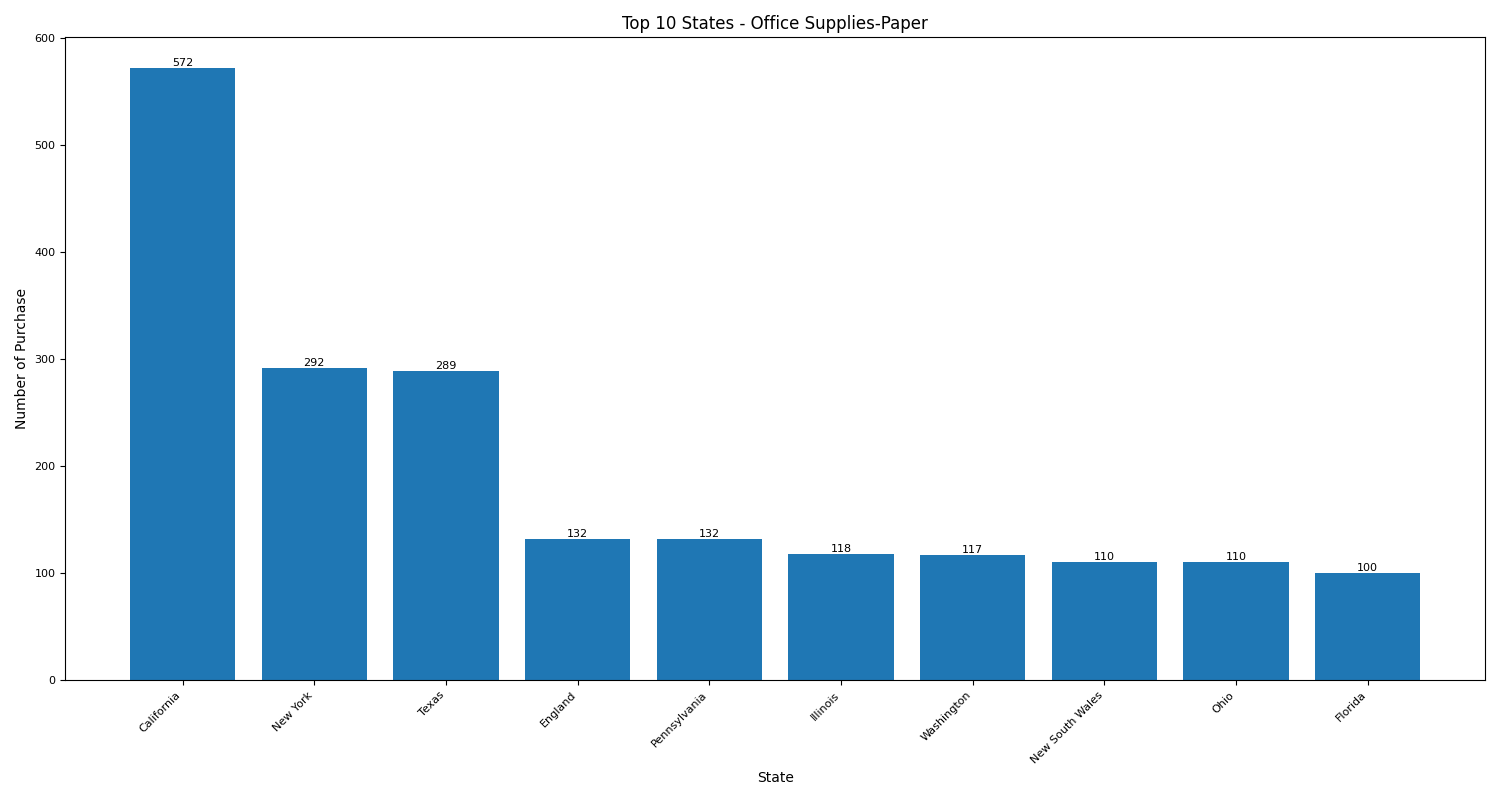 Top 10 States - Office Supplies-Paper
Number of Purchase
600
500
400
300
200
100
0
572
292
289
132
132
118
117
110
110
100
California
New York
Texas
England
Pennsylvania
Illinois
Washington
New South Wales
Ohio
Florida
State